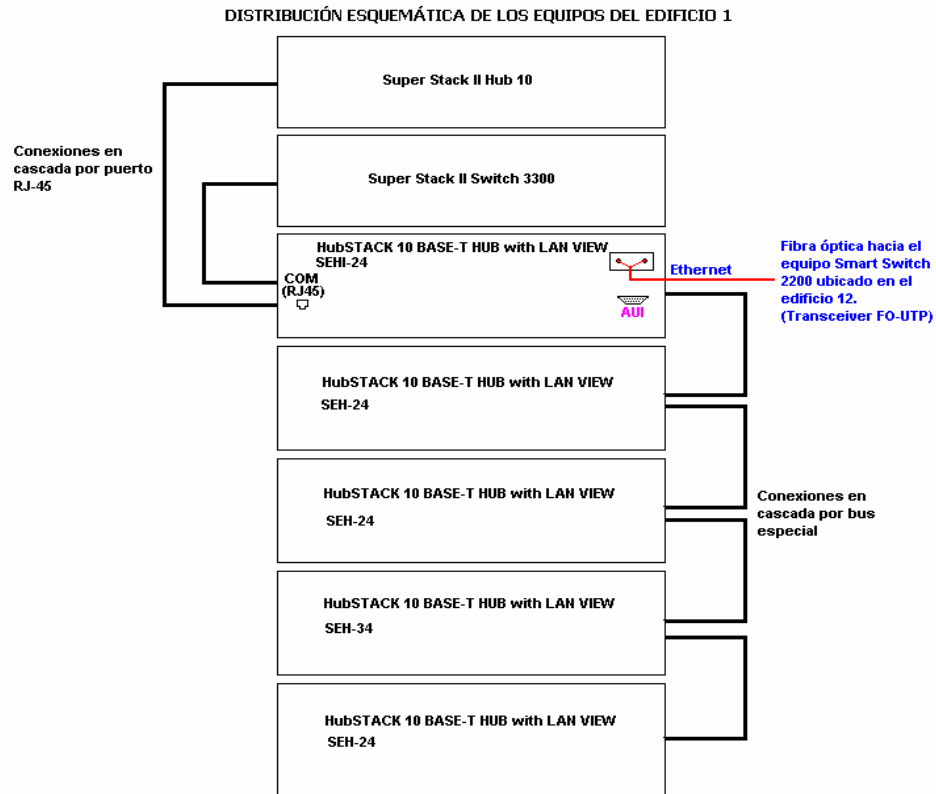 DISTRIBUCIÓN ESQUEMÁTICA DE LOS EQUIPOS DEL EDIFICIO 1
Super Stack II Hub 10
Conexiones en
cascada por puerto
RJ-45
Super Stack II Switch 3300
HubSTACK 10 BASE-T HUB with LAN VIEW
SEHI-24
COM
(RJ45)
AUI
Ethernet
Fibra óptica hacia el
equipo Smart Switch
2200 ubicado en el
edificio 12.
(Transceiver FO-UTP)
HubSTACK 10 BASE-T HUB with LAN VIEW
SEH-24
HubSTACK 10 BASE-T HUB with LAN VIEW
SEH-24
Conexiones en
cascada por bus
especial
HubSTACK 10 BASE-T HUB with LAN VIEW
SEH-34
HubSTACK 10 BASE-T HUB with LAN VIEW
SEH-24